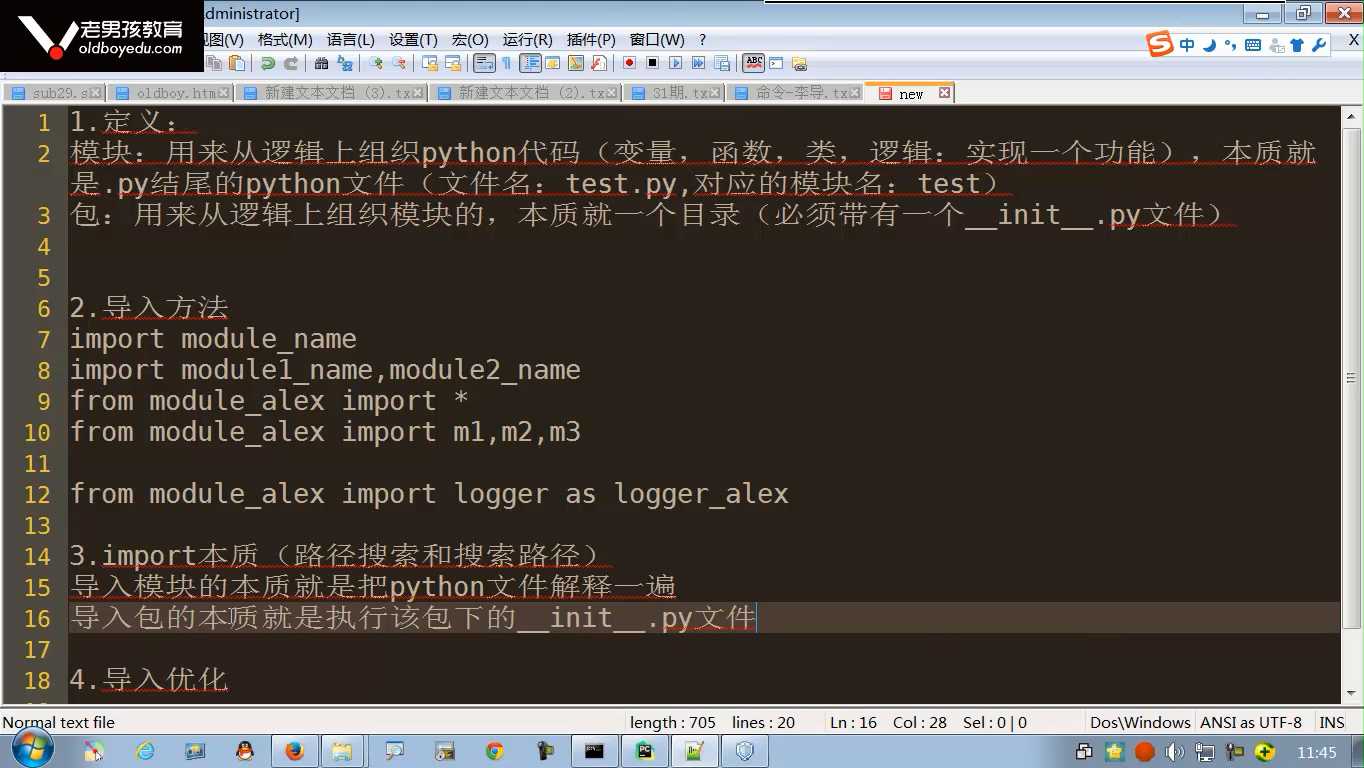 dministrator]
老男孩教育
oldboyedu.com
视图(V) 格式(M) 语言(L) 设置(T) 宏(O) 运行(R) 插件(P) 窗口(W) ?
中
X
sub29.s
oldboy.htm
新建文本文档 (3).tx
新建文本文档 (2).tx
31期.tx
命令-李导.tx
new
1 1.定义：
2 模块：用来从逻辑上组织python代码（变量，函数，类，逻辑：实现一个功能），本质就
是.py结尾的python文件（文件名：test.py,对应的模块名：test）
3 包：用来从逻辑上组织模块的，本质就一个目录（必须带有一个__init__.py文件）
4
5
6 2.导入方法
7 import module_name
8 import module1_name,module2_name
9 from module_alex import *
10 from module_alex import m1,m2,m3
11
12 from module_alex import logger as logger_alex
13
14 3.import本质（路径搜索和搜索路径）
15 导入模块的本质就是把python文件解释一遍
16 导入包的本质就是执行该包下的__init__.py文件
17
18 4.导入优化
Normal text file
length : 705 lines : 20
Ln : 16 Col : 28 Sel : 0 | 0
Dos\Windows
ANSI as UTF-8
INS
11:45